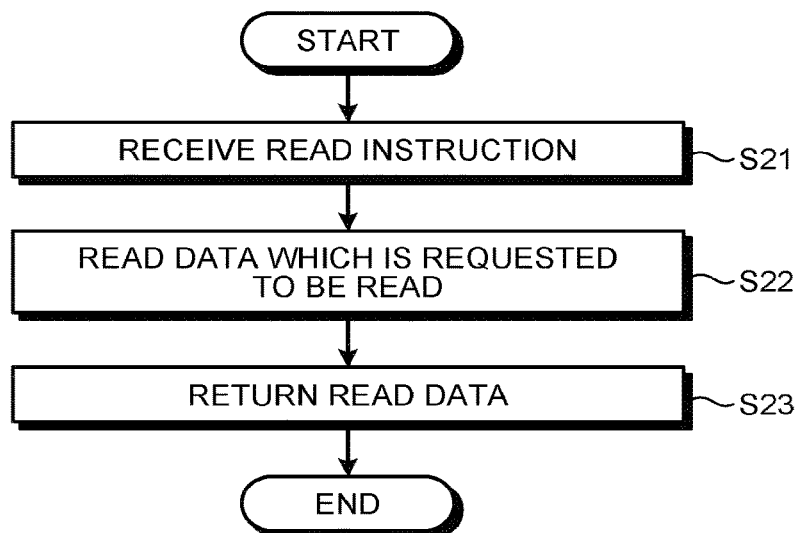 START
RECEIVE READ INSTRUCTION
S21
READ DATA WHICH IS REQUESTED
TO BE READ
S22
RETURN READ DATA
S23
END